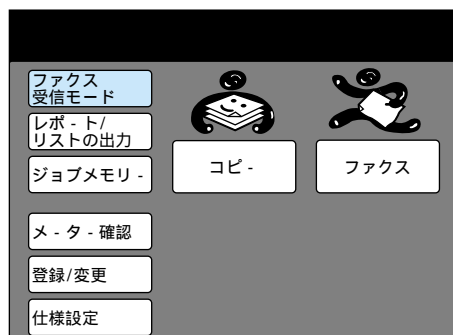 ファクス
受信モード
レポ-ト/
リストの出力
ジョブメモリ-
コピ-
ファクス
メ-タ-確認
登録/変更
仕様設定